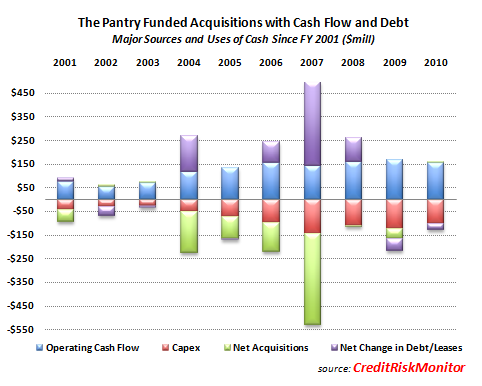 The Pantry Funded Acquisitions with Cash Flow and Debt
Major Sources and Uses of Cash Since FY 2001 ($mill)
2001 2002 2003 2004 2005 2006 2007 2008 2009 2010
$450
$350
$250
$150
$50
-$50
-$150
-$250
-$350
-$450
-$550
Operating Cash Flow Capex Net Acquisitions Net Change in Debt/Leases
source: CreditRiskMonitor